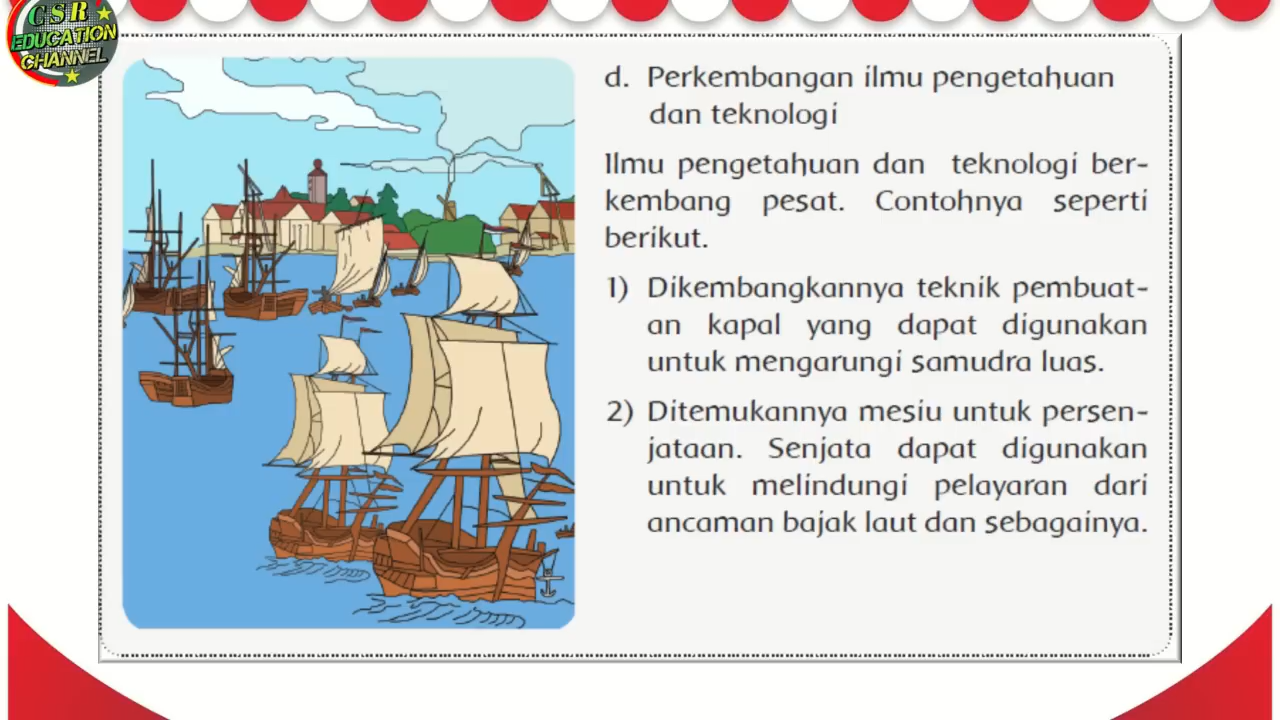 CSR
EDUCATION
CHANNEL
d. Perkembangan ilmu pengetahuan
dan teknologi
Ilmu pengetahuan dan teknologi ber-
kembang pesat. Contohnya seperti
berikut.
1) Dikembangkannya teknik pembuat-
an kapal yang dapat digunakan
untuk mengarungi samudra luas.
2) Ditemukannya mesiu untuk persen-
jataan. Senjata dapat digunakan
untuk melindungi pelayaran dari
ancaman bajak laut dan sebagainya.